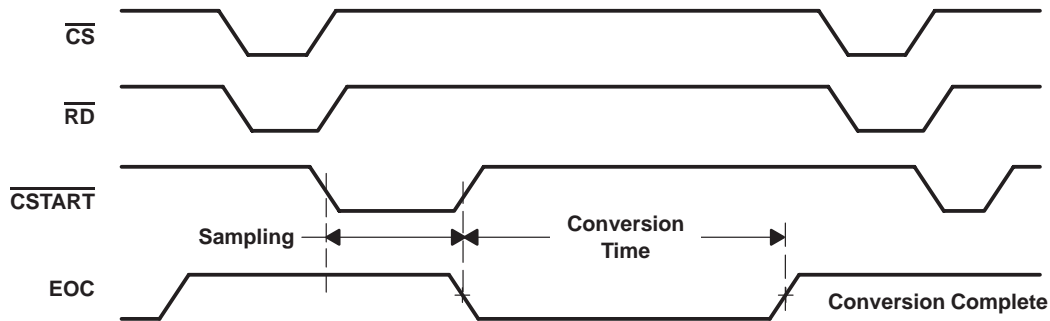 CS
RD
CSTART
Sampling
Conversion
Time
EOC
Conversion Complete